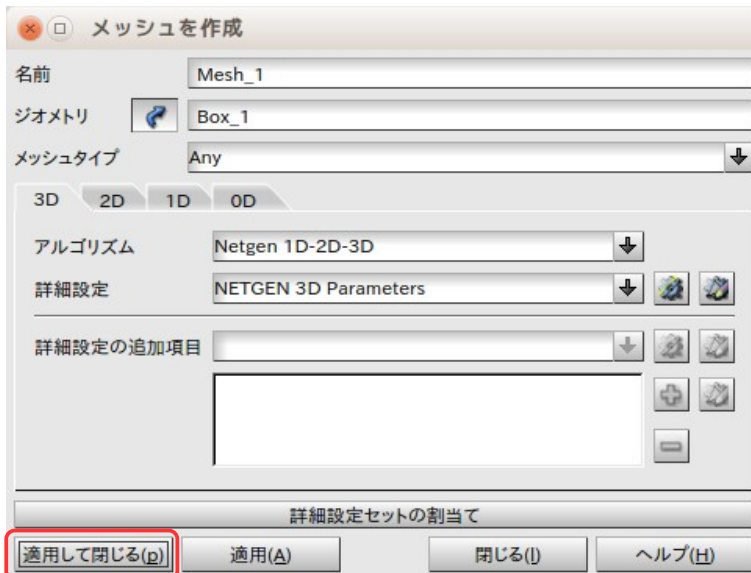 メッシュを作成
名前 Mesh_1
ジオメトリ Box_1
メッシュタイプ Any
3D 2D 1D 0D
アルゴリズム Netgen 1D-2D-3D
詳細設定 NETGEN 3D Parameters
詳細設定の追加項目
詳細設定セットの割当て
適用して閉じる(p) 適用(A) 閉じる(l) ヘルプ(H)